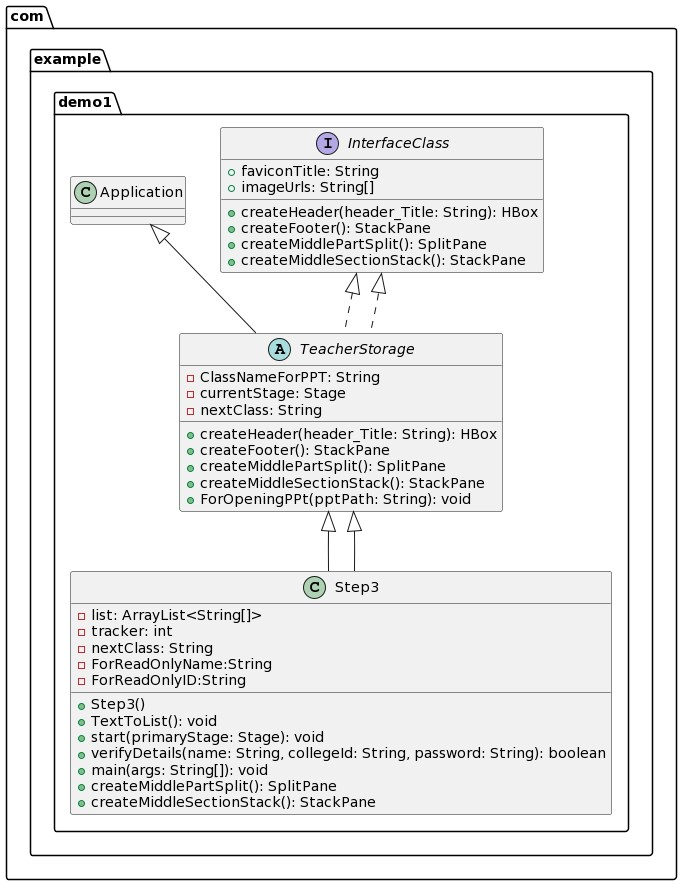 com
example
demo1
I InterfaceClass
faviconTitle: String
imageUrls: String[]
createHeader(header_Title: String): HBox
createFooter(): StackPane
createMiddlePartSplit(): SplitPane
createMiddleSectionStack(): StackPane
C Application
A TeacherStorage
ClassNameForPPT: String
currentStage: Stage
nextClass: String
createHeader(header_Title: String): HBox
createFooter(): StackPane
createMiddlePartSplit(): SplitPane
createMiddleSectionStack(): StackPane
ForOpeningPPt(pptPath: String): void
C Step3
list: ArrayList<String[]>
tracker: int
nextClass: String
ForReadOnlyName:String
ForReadOnlyID:String
Step3()
TextToList(): void
start(primaryStage: Stage): void
verifyDetails(name: String, collegeId: String, password: String): boolean
main(args: String[]): void
createMiddlePartSplit(): SplitPane
createMiddleSectionStack(): StackPane